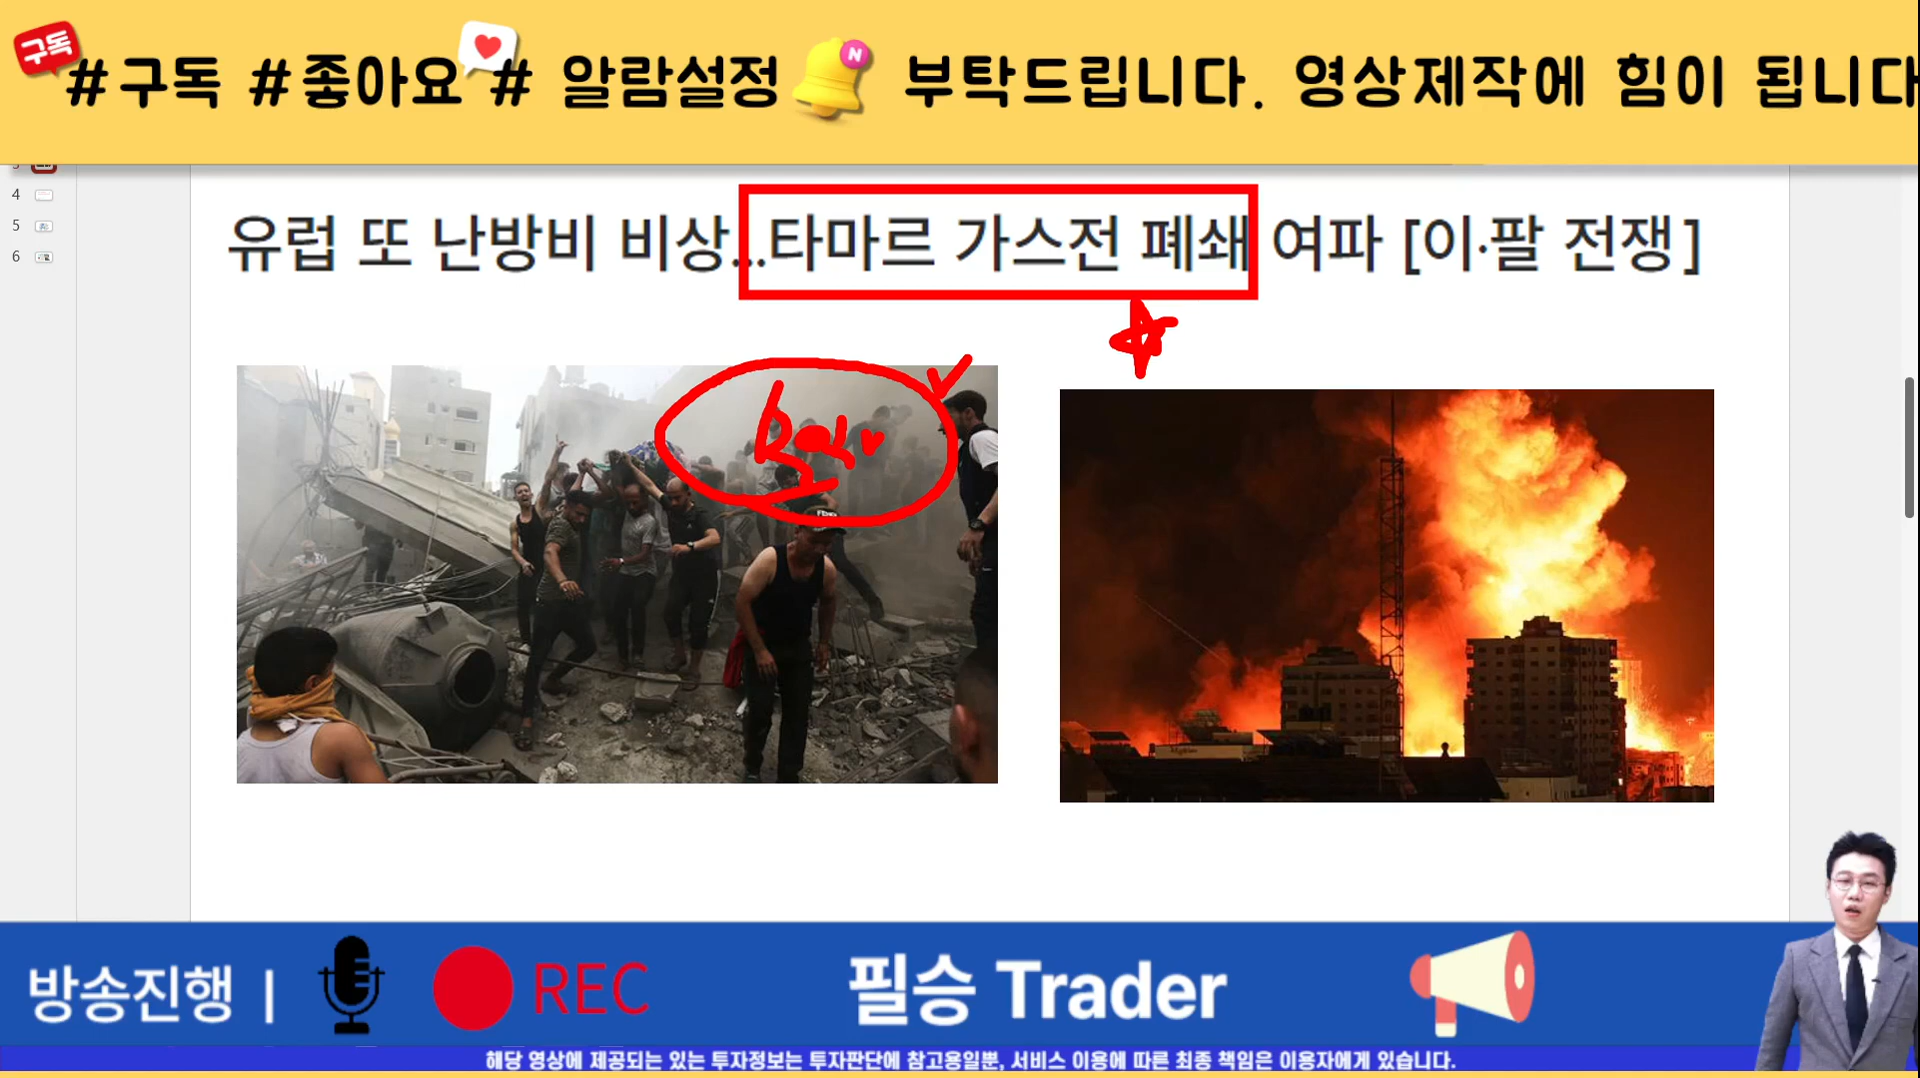 구독
#구독 #좋아요 # 알람설정 N 부탁드립니다. 영상제작에 힘이 됩니다
4
5
6
유럽 또 난방비 비상...타마르 가스전 폐쇄 여파 [이·팔 전쟁]
방송진행 | REC 필승 Trader
해당 영상에 제공되는 있는 투자정보는 투자판단에 참고용일뿐, 서비스 이용에 따른 최종 책임은 이용자에게 있습니다.